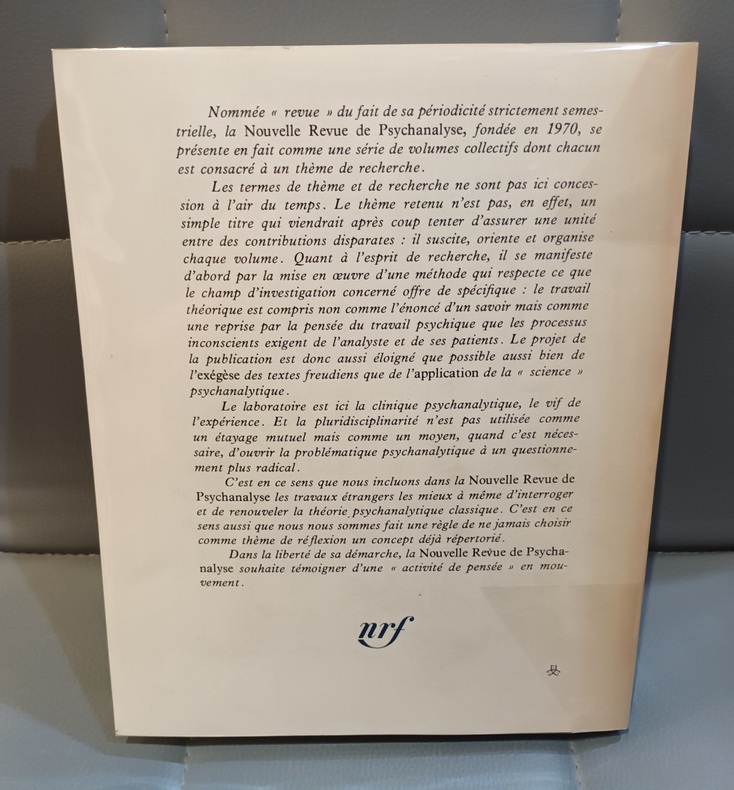 Nommée « revue » du fait de sa périodicité strictement semes-
trielle, la Nouvelle Revue de Psychanalyse, fondée en 1970, se
présente en fait comme une série de volumes collectifs dont chacun
est consacré à un thème de recherche.
Les termes de thème et de recherche ne sont pas ici conces-
sion à l'air du temps. Le thème retenu n'est pas, en effet, un
simple titre qui viendrait après coup tenter d'assurer une unité
entre des contributions disparates : il suscite, oriente et organise
chaque volume. Quant à l'esprit de recherche, il se manifeste
d'abord par la mise en œuvre d'une méthode qui respecte ce que
le champ d'investigation concerné offre de spécifique : le travail
théorique est compris non comme l'énoncé d'un savoir mais comme
une reprise par la pensée du travail psychique que les processus
inconscients exigent de l'analyste et de ses patients. Le projet de
la publication est donc aussi éloigné que possible aussi bien de
l'exégèse des textes freudiens que de l'application de la « science »
psychanalytique.
Le laboratoire est ici la clinique psychanalytique, le vif de
l'expérience. Et la pluridisciplinarité n'est pas utilisée comme
un étayage mutuel mais comme un moyen, quand c'est néces-
saire, d'ouvrir la problématique psychanalytique à un questionne-
ment plus radical.
C'est en ce sens que nous incluons dans la Nouvelle Revue de
Psychanalyse les travaux étrangers les mieux à même d'interroger
et de renouveler la théorie psychanalytique classique. C'est en ce
sens aussi que nous nous sommes fait une règle de ne jamais choisir
comme thème de réflexion un concept déjà répertorié.
Dans la liberté de sa démarche, la Nouvelle Revue de Psycha-
nalyse souhaite témoigner d'une « activité de pensée » en mou-
vement.
nrf